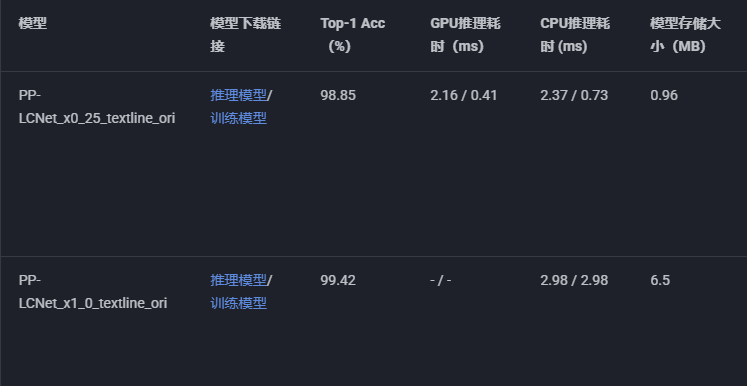 模型 模型下载链 Top-1 Acc GPU推理耗 CPU推理耗 模型存储大
接 (%) 时（ms） 时 (ms) 小（MB）
PP- 推理模型/ 98.85 2.16 / 0.41 2.37 / 0.73 0.96
LCNet_x0_25_textline_ori 训练模型
PP- 推理模型/ 99.42 - / - 2.98 / 2.98 6.5
LCNet_x1_0_textline_ori 训练模型